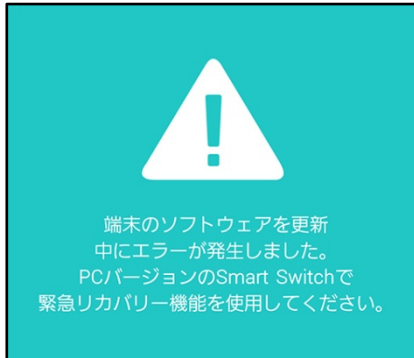 端末のソフトウェアを更新
中にエラーが発生しました。
PCバージョンのSmart Switchで
緊急リカバリー機能を使用してください。